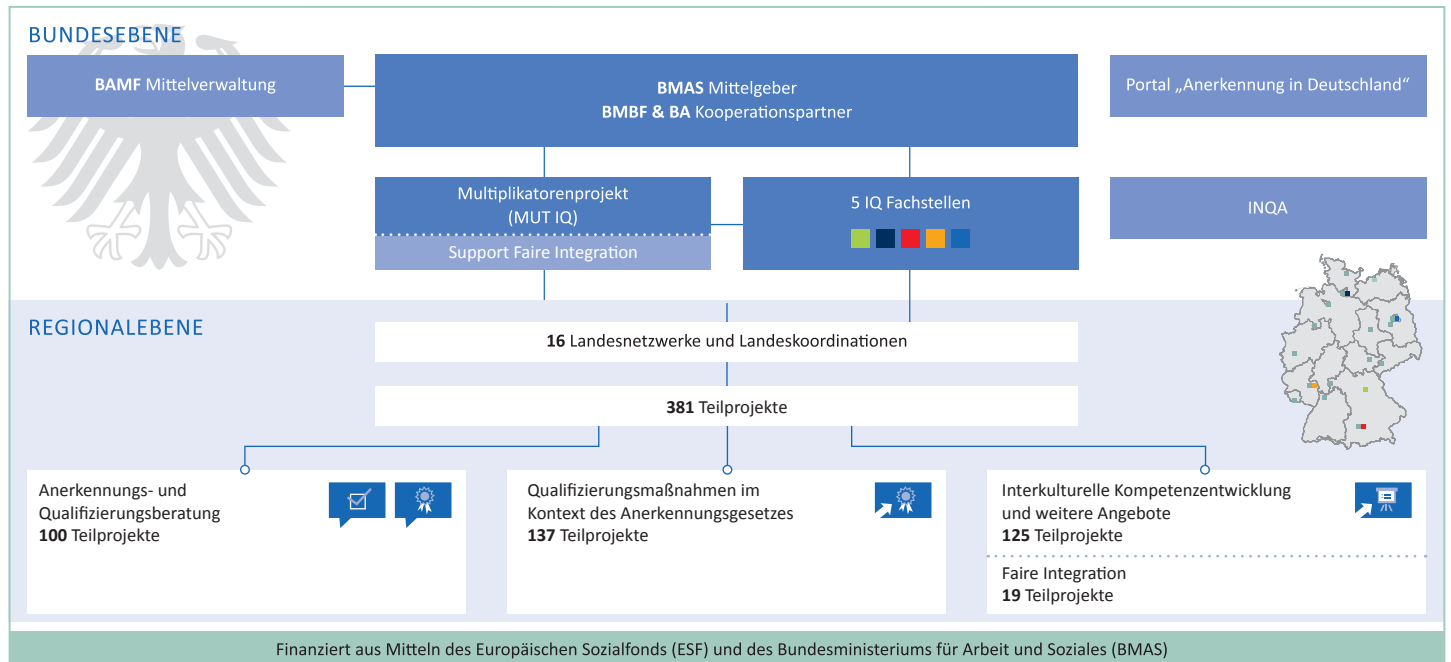 BUNDESEBENE
BAMF Mittelverwaltung
BMAS Mittelgeber
BMBF & BA Kooperationspartner
Portal „Anerkennung in Deutschland“
Multiplikatorenprojekt
(MUT IQ)
Support Faire Integration
5 IQ Fachstellen
INQA
REGIONALEBENE
16 Landesnetzwerke und Landeskoordinationen
381 Teilprojekte
Anerkennungs- und
Qualifizierungsberatung
100 Teilprojekte
Qualifizierungsmaßnahmen im
Kontext des Anerkennungsgesetzes
137 Teilprojekte
Interkulturelle Kompetenzentwicklung
und weitere Angebote
125 Teilprojekte
Faire Integration
19 Teilprojekte
Finanziert aus Mitteln des Europäischen Sozialfonds (ESF) und des Bundesministeriums für Arbeit und Soziales (BMAS)